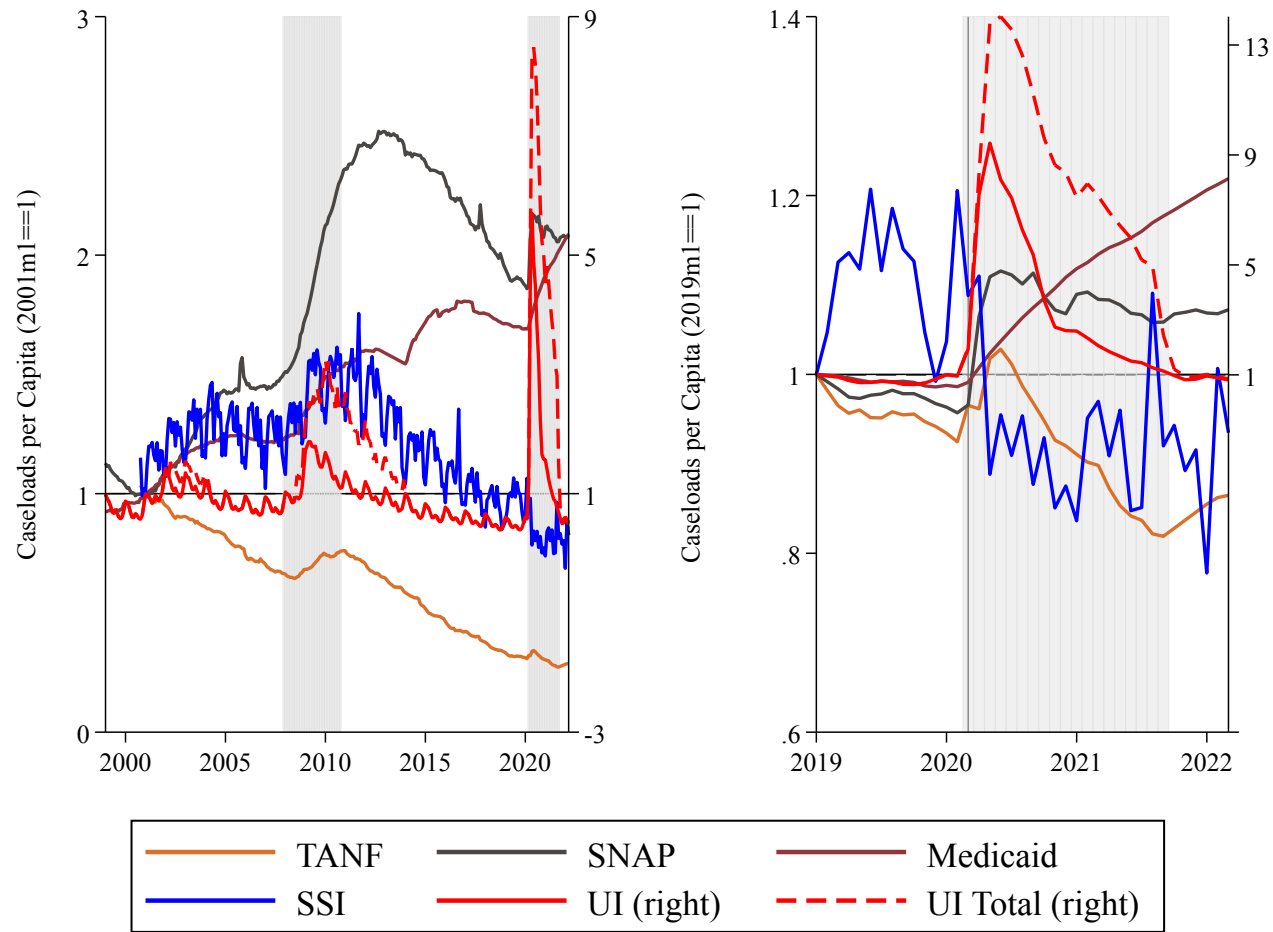 Caseloads per Capita (2001m1==1)
3
2
1
0
9
5
1
-3
2000 2005 2010 2015 2020
Caseloads per Capita (2019m1==1)
1.4
1.2
1
.8
.6
13
9
5
1
2019 2020 2021 2022
TANF SNAP Medicaid
SSI UI (right) UI Total (right)